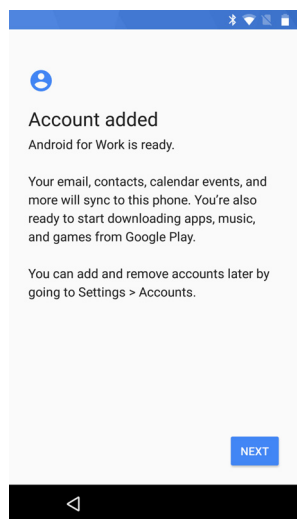 Account added
Android for Work is ready.
Your email, contacts, calendar events, and
more will sync to this phone. You’re also
ready to start downloading apps, music,
and games from Google Play.
You can add and remove accounts later by
going to Settings > Accounts.
NEXT